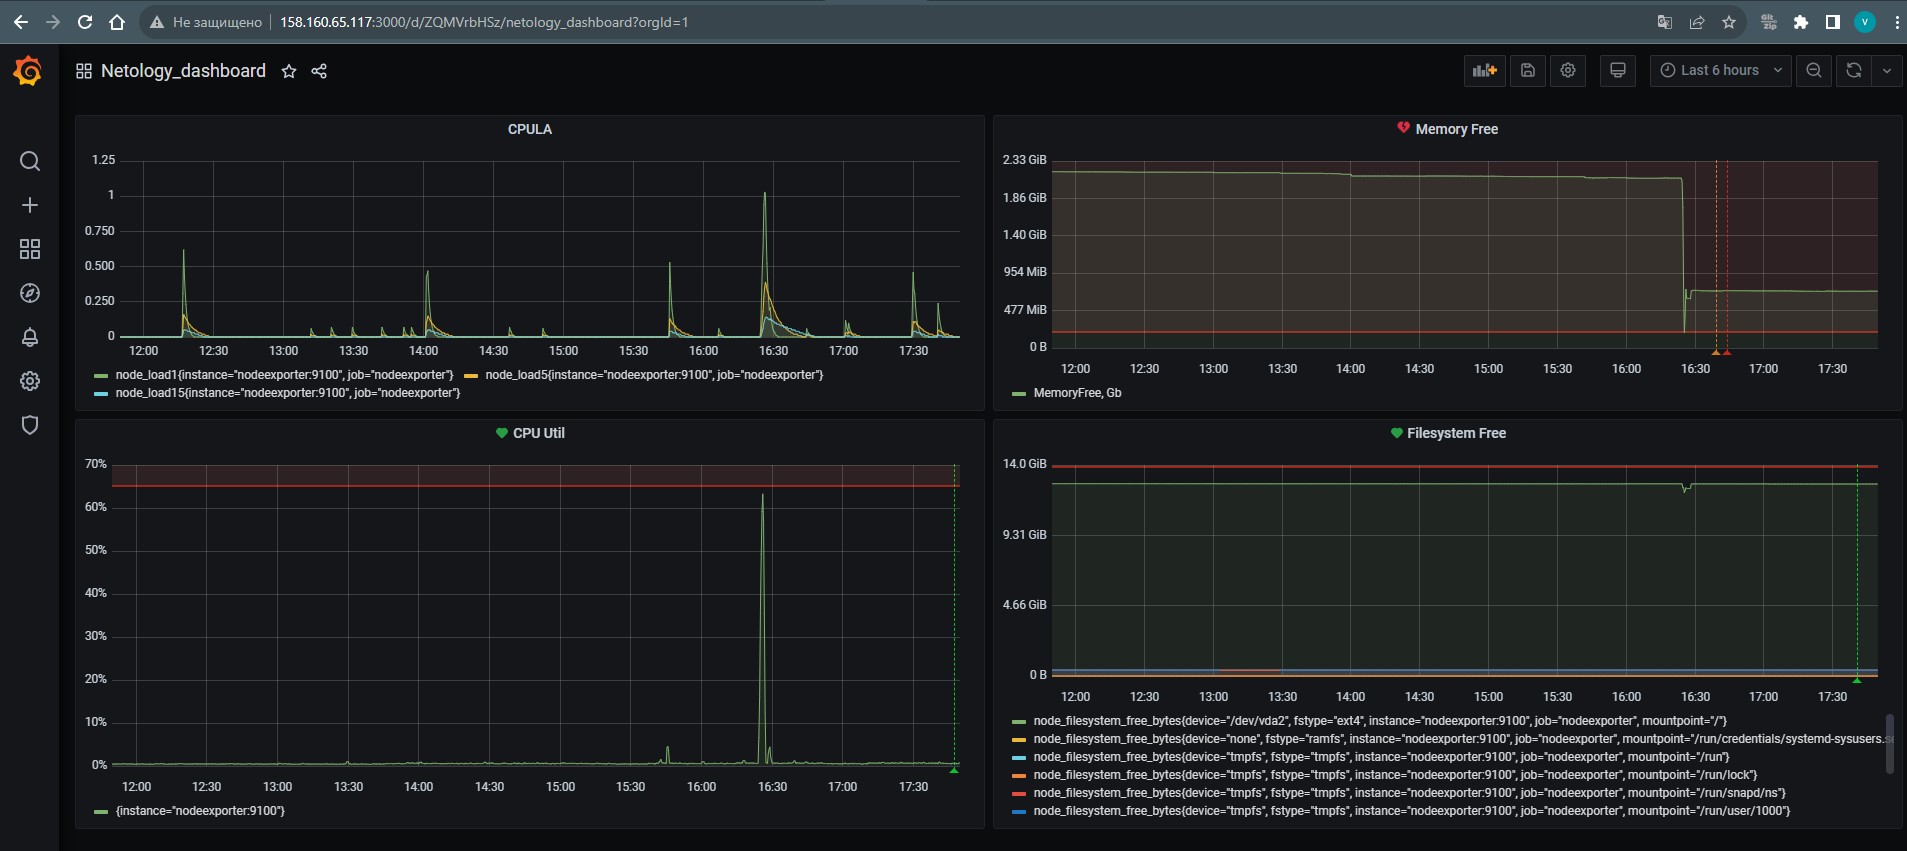 Не защищено 158.160.65.117:3000/d/ZQMVrbHSz/netology_dashboard?orgId=1
Git zip
V
Netology_dashboard
Last 6 hours
CPULA
1.25
1
0.750
0.500
0.250
0
12:00 12:30 13:00 13:30 14:00 14:30 15:00 15:30 16:00 16:30 17:00 17:30
node_load1{instance="nodeexporter:9100", job="nodeexporter"} node_load5{instance="nodeexporter:9100", job="nodeexporter"}
node_load15{instance="nodeexporter:9100", job="nodeexporter"}
Memory Free
2.33 GiB
1.86 GiB
1.40 GiB
954 MiB
477 MiB
0 B
12:00 12:30 13:00 13:30 14:00 14:30 15:00 15:30 16:00 16:30 17:00 17:30
MemoryFree, Gb
CPU Util
70%
60%
50%
40%
30%
20%
10%
0%
12:00 12:30 13:00 13:30 14:00 14:30 15:00 15:30 16:00 16:30 17:00 17:30
{instance="nodeexporter:9100"}
Filesystem Free
14.0 GiB
9.31 GiB
4.66 GiB
0 B
12:00 12:30 13:00 13:30 14:00 14:30 15:00 15:30 16:00 16:30 17:00 17:30
node_filesystem_free_bytes{device="/dev/vda2", fstype="ext4", instance="nodeexporter:9100", job="nodeexporter", mountpoint="/"}
node_filesystem_free_bytes{device="none", fstype="ramfs", instance="nodeexporter:9100", job="nodeexporter", mountpoint="/run/credentials/systemd-sysusers.se
node_filesystem_free_bytes{device="tmpfs", fstype="tmpfs", instance="nodeexporter:9100", job="nodeexporter", mountpoint="/run"}
node_filesystem_free_bytes{device="tmpfs", fstype="tmpfs", instance="nodeexporter:9100", job="nodeexporter", mountpoint="/run/lock"}
node_filesystem_free_bytes{device="tmpfs", fstype="tmpfs", instance="nodeexporter:9100", job="nodeexporter", mountpoint="/run/snapd/ns"}
node_filesystem_free_bytes{device="tmpfs", fstype="tmpfs", instance="nodeexporter:9100", job="nodeexporter", mountpoint="/run/user/1000"}